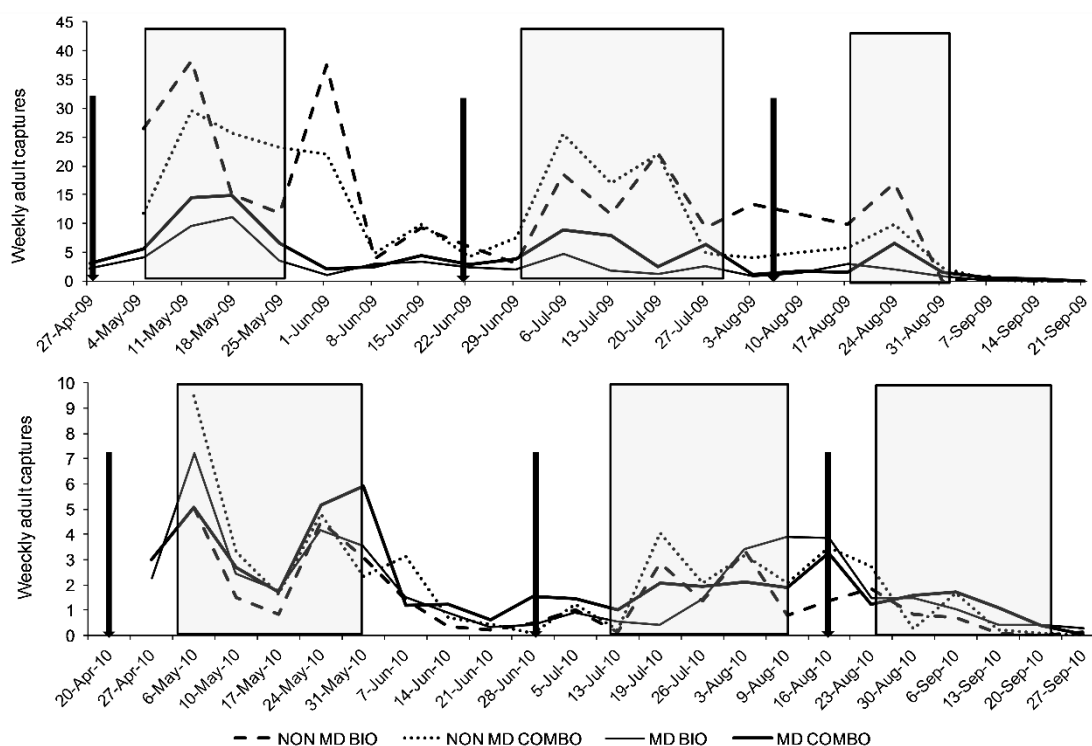 Weekly adult captures
45
40
35
30
25
20
15
10
5
0
27-Apr-09
4-May-09
11-May-09
18-May-09
25-May-09
1-Jun-09
8-Jun-09
15-Jun-09
22-Jun-09
29-Jun-09
6-Jul-09
13-Jul-09
20-Jul-09
27-Jul-09
3-Aug-09
10-Aug-09
17-Aug-09
24-Aug-09
31-Aug-09
7-Sep-09
14-Sep-09
21-Sep-09
Weeckly adult captures
10
9
8
7
6
5
4
3
2
1
0
20-Apr-10
27-Apr-10
6-May-10
10-May-10
17-May-10
24-May-10
31-May-10
7-Jun-10
14-Jun-10
21-Jun-10
28-Jun-10
5-Jul-10
13-Jul-10
19-Jul-10
26-Jul-10
3-Aug-10
9-Aug-10
16-Aug-10
23-Aug-10
30-Aug-10
6-Sep-10
13-Sep-10
20-Sep-10
27-Sep-10
NON MD BIO NON MD COMBO MD BIO MD COMBO